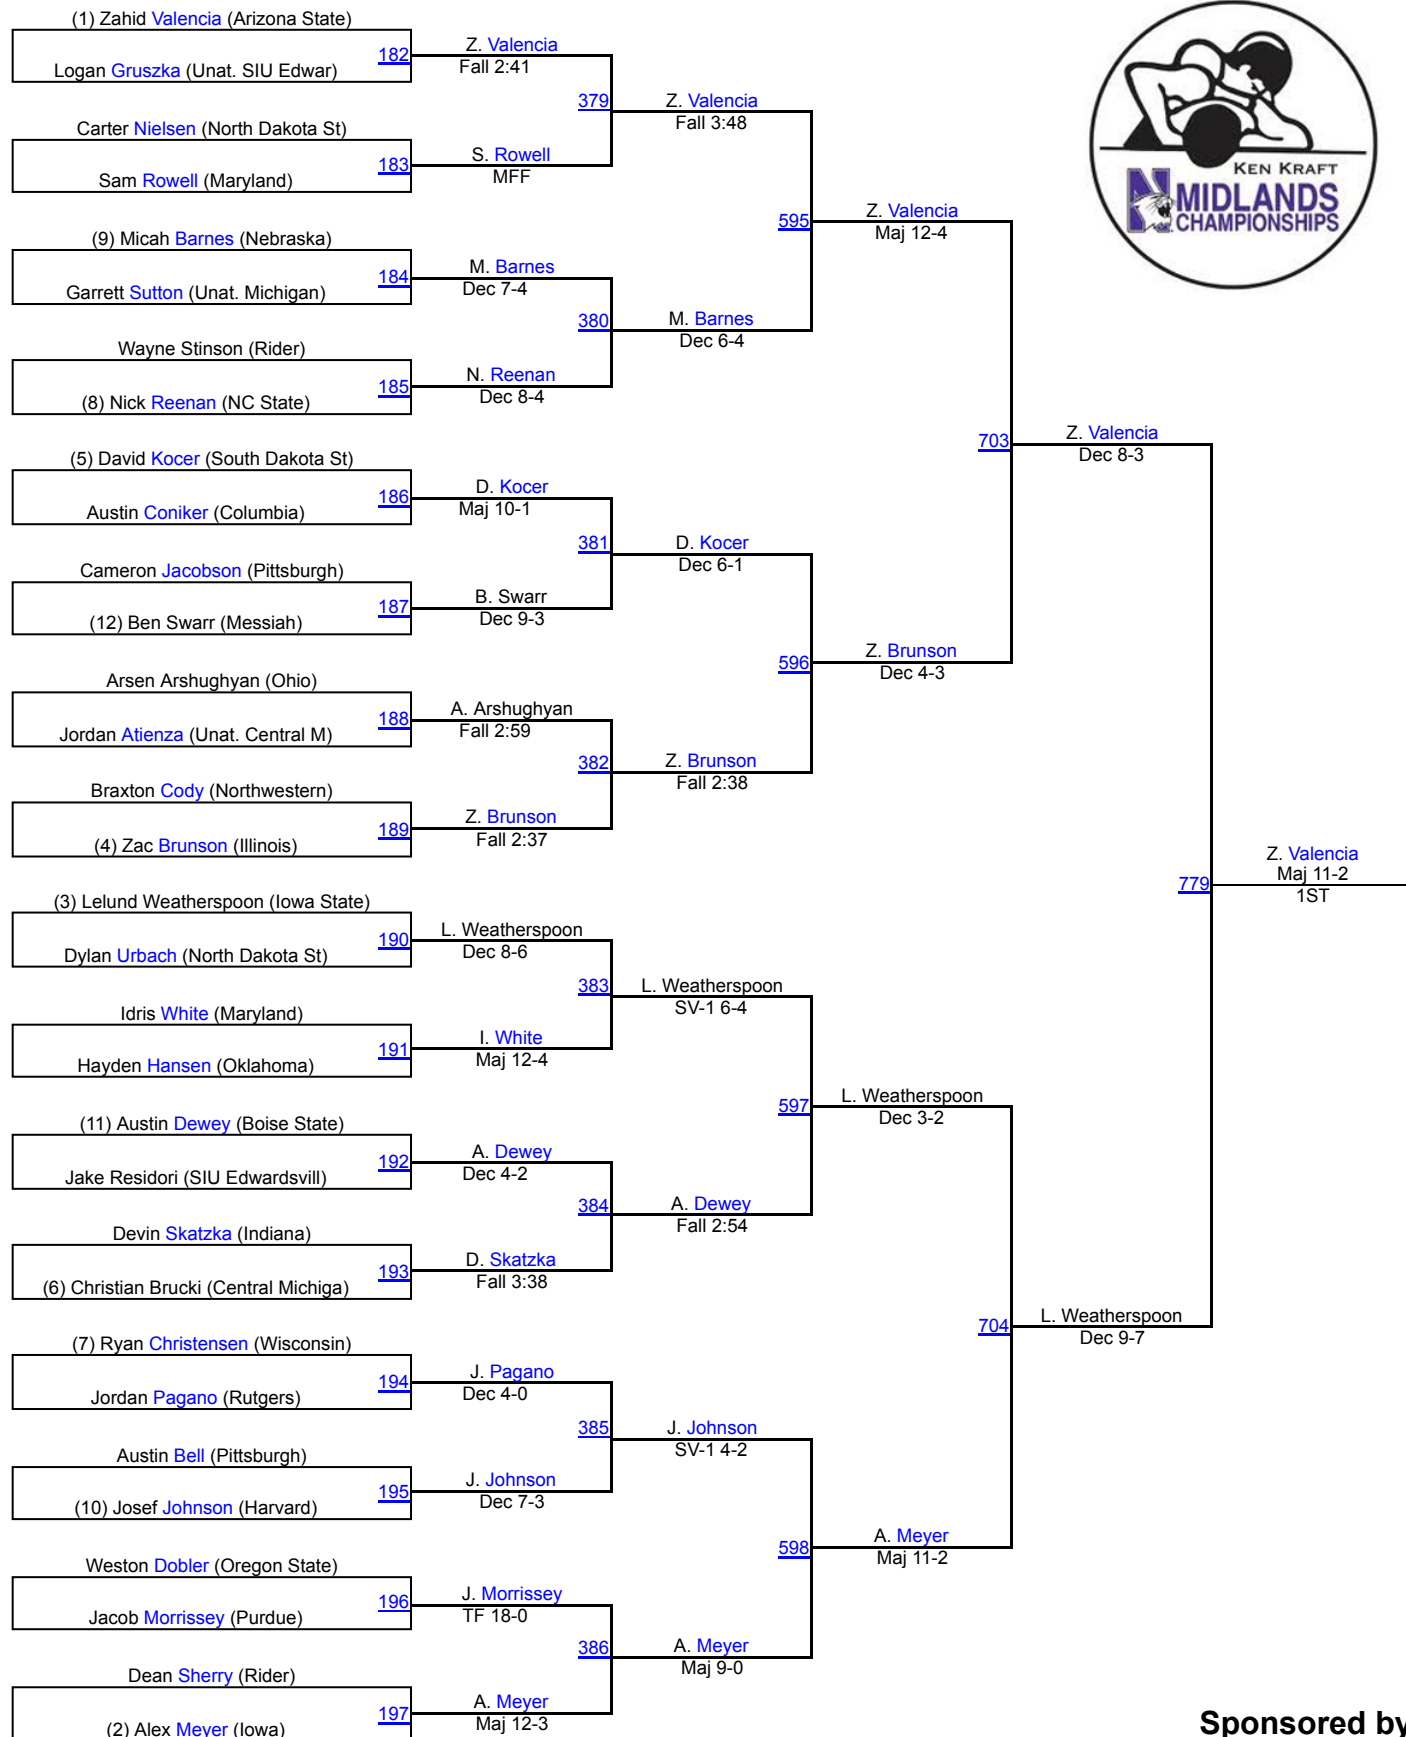 (1) Zahid Valencia (Arizona State)
182
Logan Gruszka (Unat. SIU Edwar)
Carter Nielsen (North Dakota St)
183
Sam Rowell (Maryland)
(9) Micah Barnes (Nebraska)
184
Garrett Sutton (Unat. Michigan)
Wayne Stinson (Rider)
185
(8) Nick Reenan (NC State)
(5) David Kocer (South Dakota St)
186
Austin Coniker (Columbia)
Cameron Jacobson (Pittsburgh)
187
(12) Ben Swarr (Messiah)
Arsen Arshughyan (Ohio)
188
Jordan Atienza (Unat. Central M)
Braxton Cody (Northwestern)
189
(4) Zac Brunson (Illinois)
(3) Lelund Weatherspoon (Iowa State)
190
Dylan Urbach (North Dakota St)
Idris White (Maryland)
191
Hayden Hansen (Oklahoma)
(11) Austin Dewey (Boise State)
192
Jake Residori (SIU Edwardsvill)
Devin Skatzka (Indiana)
193
(6) Christian Brucki (Central Michiga)
(7) Ryan Christensen (Wisconsin)
194
Jordan Pagano (Rutgers)
Austin Bell (Pittsburgh)
195
(10) Josef Johnson (Harvard)
Weston Dobler (Oregon State)
196
Jacob Morrissey (Purdue)
Dean Sherry (Rider)
197
(2) Alex Meyer (Iowa)
Z. Valencia
Fall 2:41
379
S. Rowell
MFF
M. Barnes
Dec 7-4
380
N. Reenan
Dec 8-4
D. Kocer
Maj 10-1
381
B. Swarr
Dec 9-3
A. Arshughyan
Fall 2:59
382
Z. Brunson
Fall 2:37
L. Weatherspoon
Dec 8-6
383
I. White
Maj 12-4
A. Dewey
Dec 4-2
384
D. Skatzka
Fall 3:38
J. Pagano
Dec 4-0
385
J. Johnson
Dec 7-3
J. Morrissey
TF 18-0
386
A. Meyer
Maj 12-3
Z. Valencia
Fall 3:48
595
M. Barnes
Dec 6-4
D. Kocer
Dec 6-1
596
Z. Brunson
Fall 2:38
L. Weatherspoon
SV-1 6-4
597
A. Dewey
Fall 2:54
J. Johnson
SV-1 4-2
598
A. Meyer
Maj 9-0
Z. Valencia
Maj 12-4
703
Z. Brunson
Dec 4-3
L. Weatherspoon
Dec 3-2
704
A. Meyer
Maj 11-2
Z. Valencia
Dec 8-3
779
L. Weatherspoon
Dec 9-7
Z. Valencia
Maj 11-2
1ST
KEN KRAFT
N MIDLANDS
CHAMPIONSHIPS
Sponsored by